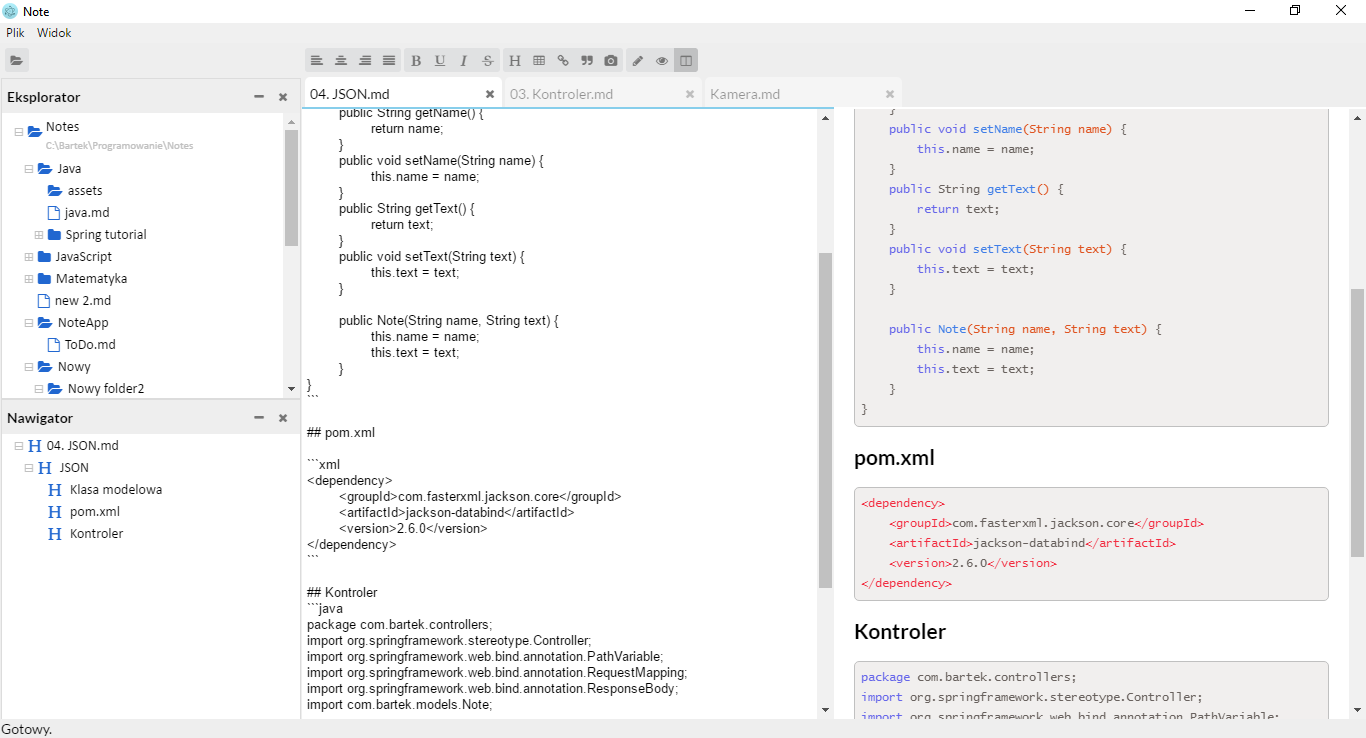 Note
Plik Widok
B U I S H
Eksplorator
Notes
C:\Bartek\Programowanie\Notes
Java
assets
java.md
Spring tutorial
JavaScript
Matematyka
new 2.md
NoteApp
ToDo.md
Nowy
Nowy folder2
Nawigator
H 04. JSON.md
H JSON
H Klasa modelowa
H pom.xml
H Kontroler
04. JSON.md
03. Kontroler.md
Kamera.md
public String getName() {
return name;
}
public void setName(String name) {
this.name = name;
}
public String getText() {
return text;
}
public void setText(String text) {
this.text = text;
}
public Note(String name, String text) {
this.name = name;
this.text = text;
}
}
```
## pom.xml
```xml
<dependency>
<groupId>com.fasterxml.jackson.core</groupId>
<artifactId>jackson-databind</artifactId>
<version>2.6.0</version>
</dependency>
```
## Kontroler
```java
package com.bartek.controllers;
import org.springframework.stereotype.Controller;
import org.springframework.web.bind.annotation.PathVariable;
import org.springframework.web.bind.annotation.RequestMapping;
import org.springframework.web.bind.annotation.ResponseBody;
import com.bartek.models.Note;
}
public void setName(String name) {
this.name = name;
}
public String getText() {
return text;
}
public void setText(String text) {
this.text = text;
}
public Note(String name, String text) {
this.name = name;
this.text = text;
}
}
pom.xml
<dependency>
<groupId>com.fasterxml.jackson.core</groupId>
<artifactId>jackson-databind</artifactId>
<version>2.6.0</version>
</dependency>
Kontroler
package com.bartek.controllers;
import org.springframework.stereotype.Controller;
import org.springframework.web.bind.annotation.PathVariable;
Gotowy.